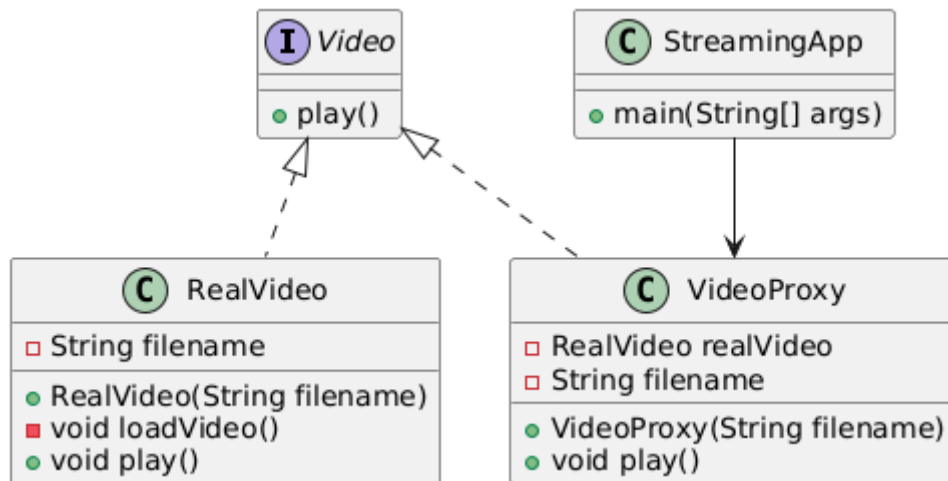 I Video
play()
C StreamingApp
main(String[] args)
C RealVideo
String filename
RealVideo(String filename)
void loadVideo()
void play()
C VideoProxy
RealVideo realVideo
String filename
VideoProxy(String filename)
void play()